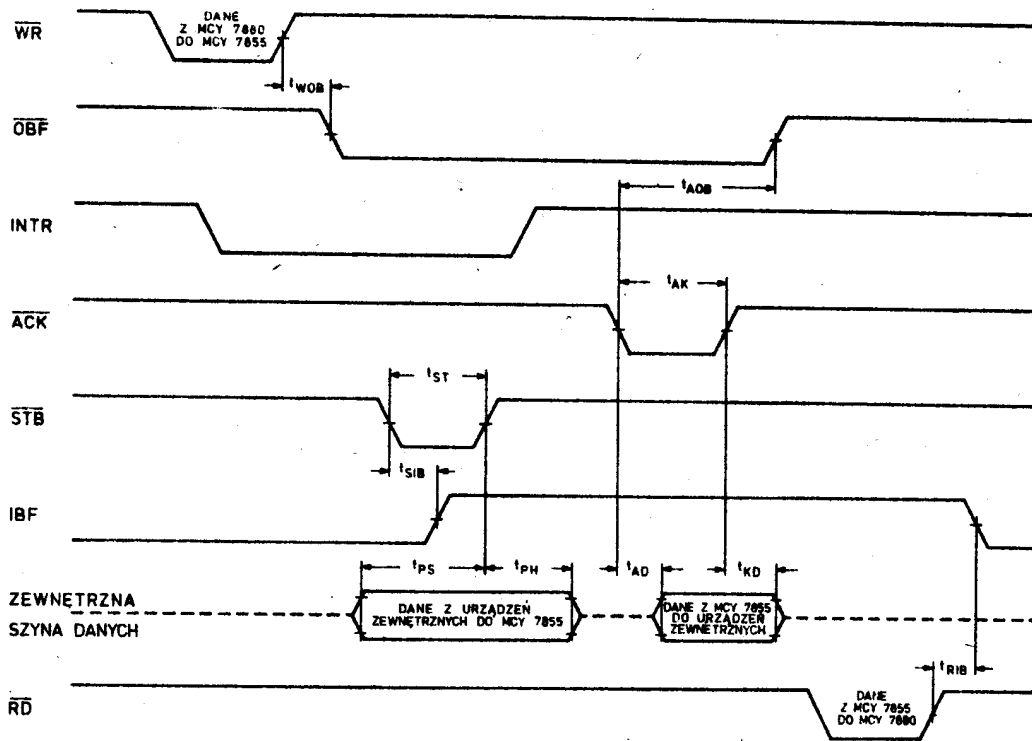 WR
DANE
Z MCY 7880
DO MCY 7855
tWOB
OBF
tAOB
INTR
tAK
ACK
tST
STB
tSIB
IBF
tPS
tPH
tAD
tKD
ZEWNĘTRZNA
SZYNA DANYCH
DANE Z URZĄDZEŃ
ZEWNĘTRZNYCH DO MCY 7855
DANE Z MCY 7855
DO URZĄDZEŃ
ZEWNETRZNYCH
tRIB
RD
DANE
Z MCY 7855
DO MCY 7880